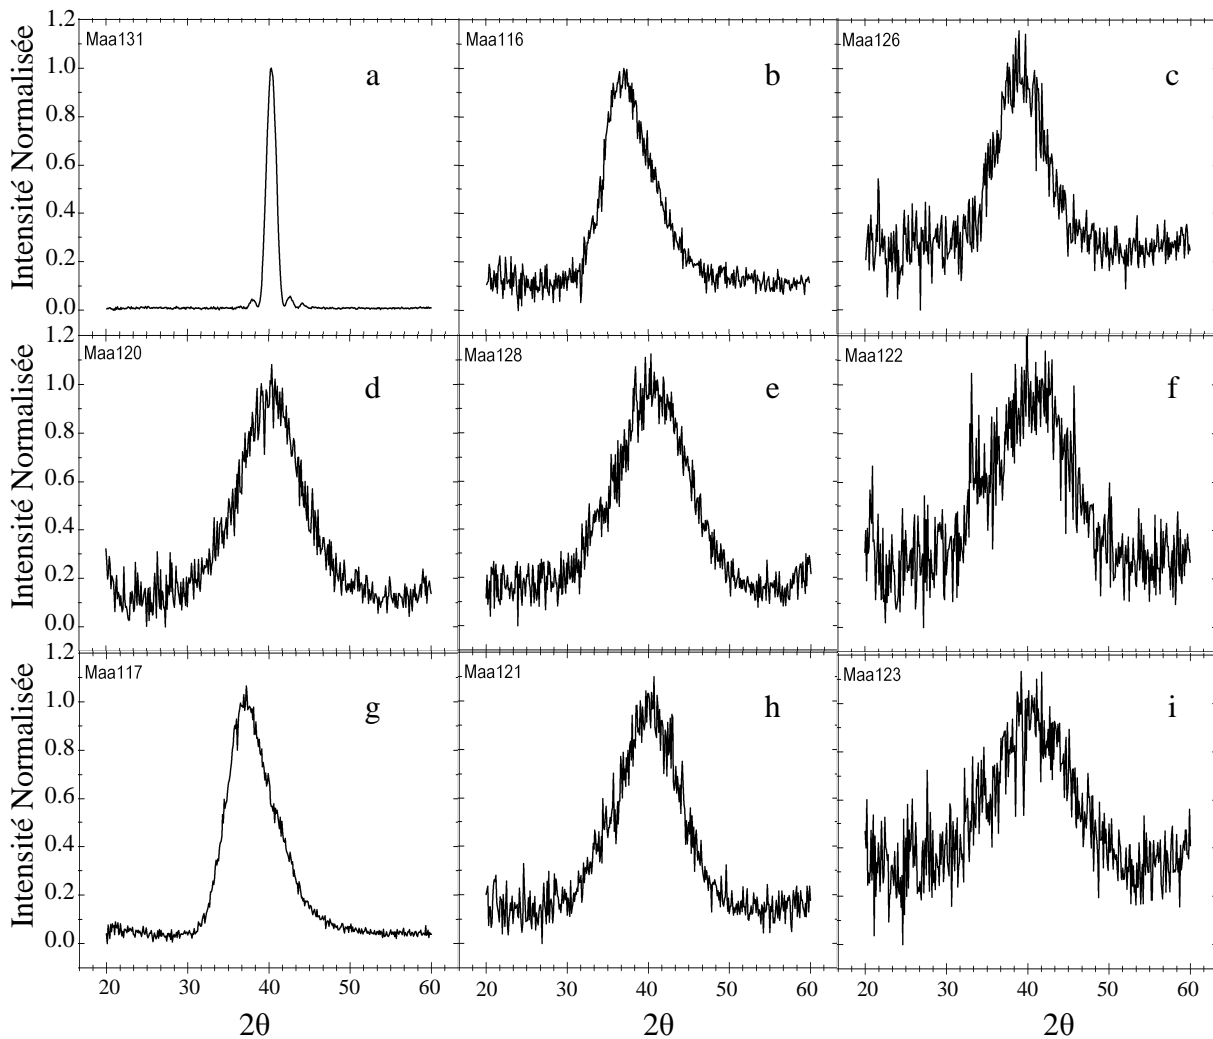 1.2
Maa131
Maa116
Maa126
a
b
c
1.0
0.8
0.6
0.4
0.2
0.0
Intensité Normalisée
1.2
Maa120
Maa128
Maa122
d
e
f
1.0
0.8
0.6
0.4
0.2
0.0
Intensité Normalisée
1.2
Maa117
Maa121
Maa123
g
h
i
1.0
0.8
0.6
0.4
0.2
0.0
Intensité Normalisée
20 30 40 50 60 20 30 40 50 60 20 30 40 50 60
2θ 2θ 2θ